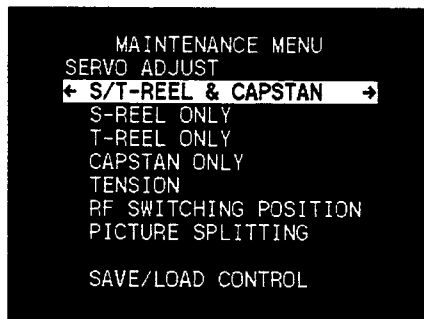 MAINTENANCE MENU
SERVO ADJUST
← S/T-REEL & CAPSTAN →
S-REEL ONLY
T-REEL ONLY
CAPSTAN ONLY
TENSION
RF SWITCHING POSITION
PICTURE SPLITTING
SAVE/LOAD CONTROL